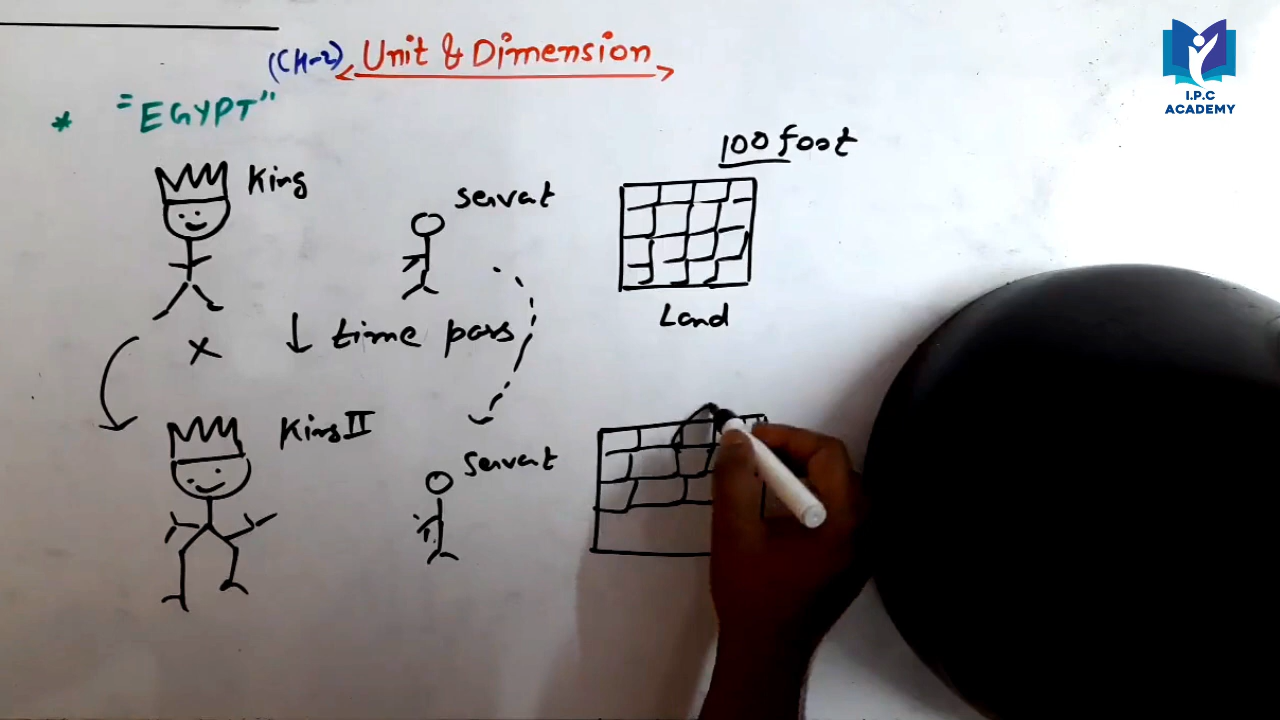 (CH-2) Unit & Dimension
I.P.C
ACADEMY
* "EGYPT"
100 foot
King
Servat
Land
↓ time pass
King II
Servat